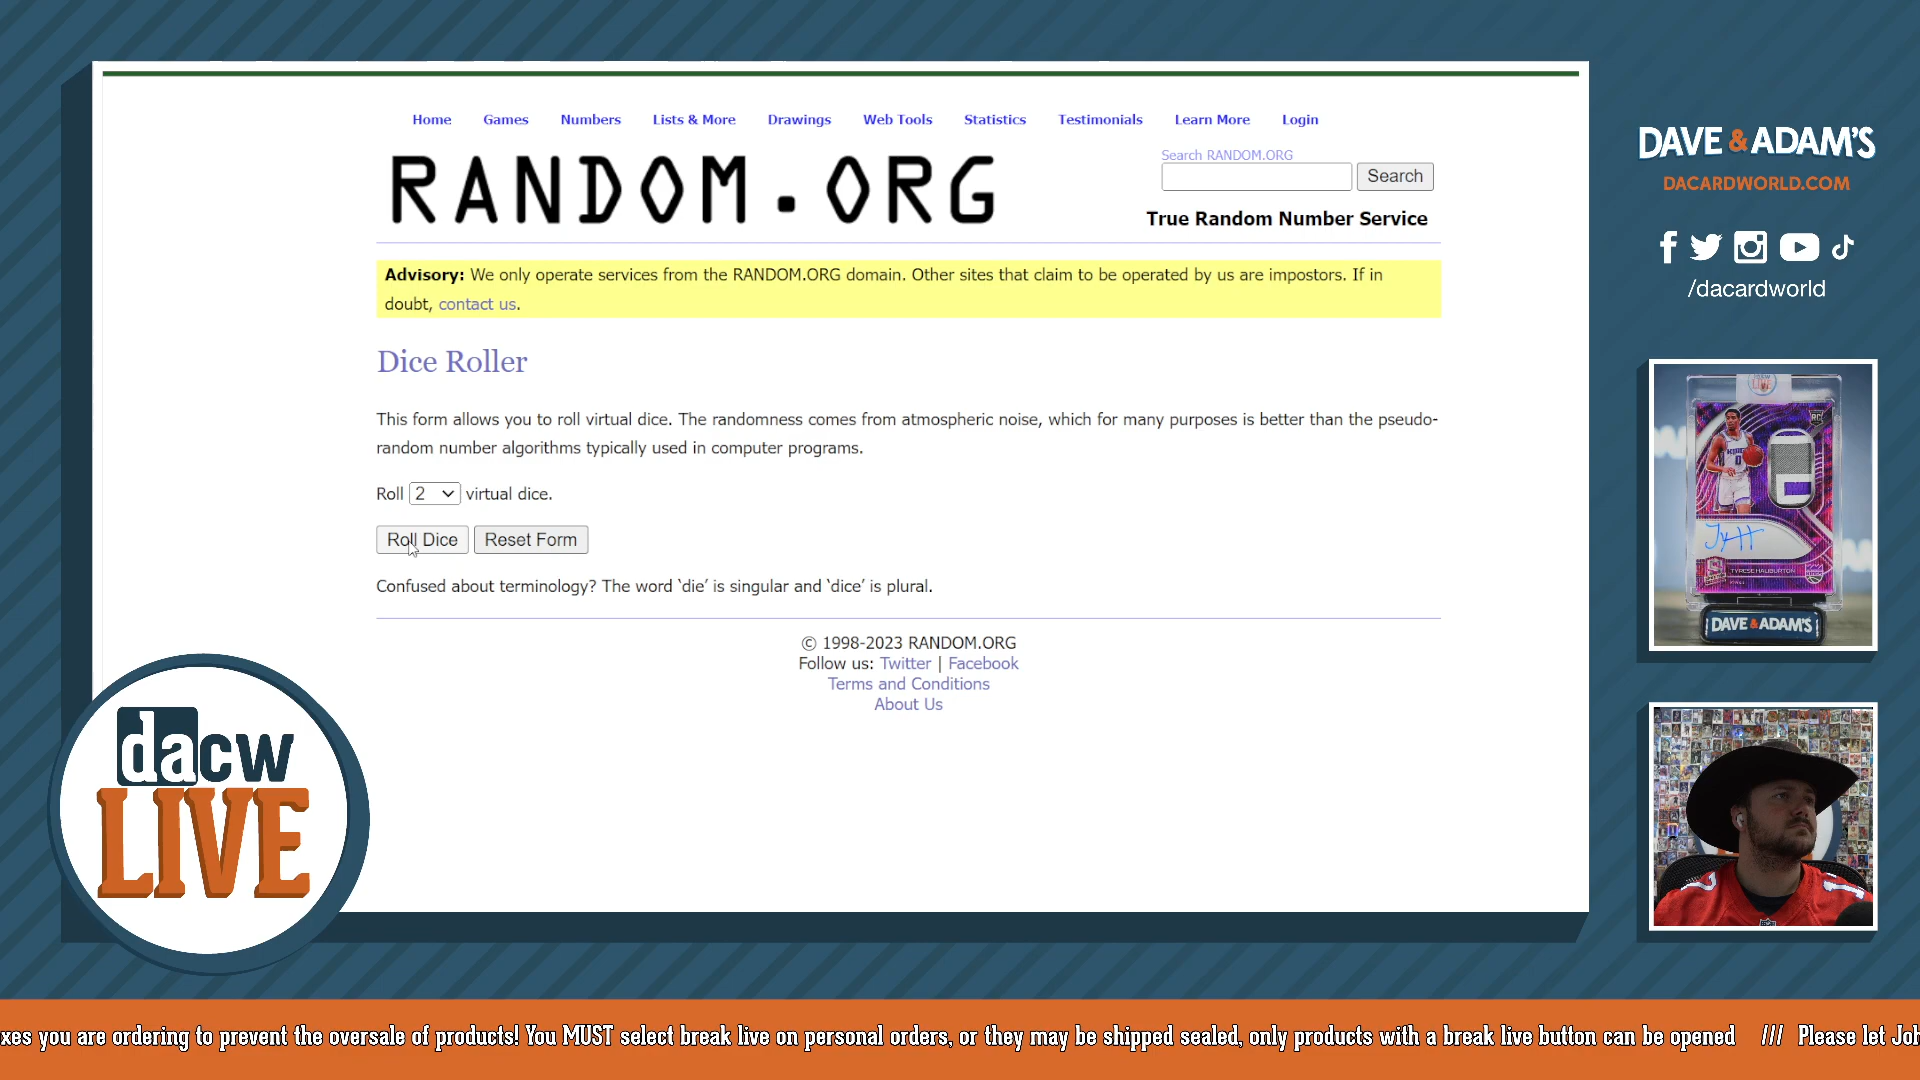 Home Games Numbers Lists & More Drawings Web Tools Statistics Testimonials Learn More Login
RANDOM.ORG
Search RANDOM.ORG
Search
True Random Number Service
Advisory: We only operate services from the RANDOM.ORG domain. Other sites that claim to be operated by us are impostors. If in
doubt, contact us.
Dice Roller
This form allows you to roll virtual dice. The randomness comes from atmospheric noise, which for many purposes is better than the pseudo-
random number algorithms typically used in computer programs.
Roll 2 virtual dice.
Roll Dice Reset Form
Confused about terminology? The word ‘die’ is singular and ‘dice’ is plural.
© 1998-2023 RANDOM.ORG
Follow us: Twitter | Facebook
Terms and Conditions
About Us
dacw
LIVE
DAVE & ADAM'S
DACARDWORLD.COM
/dacardworld
RC
KINGS
0
TYRESE HALIBURTON
DAVE & ADAM'S
17
xes you are ordering to prevent the oversale of products! You MUST select break live on personal orders, or they may be shipped sealed, only products with a break live button can be opened /// Please let Joh